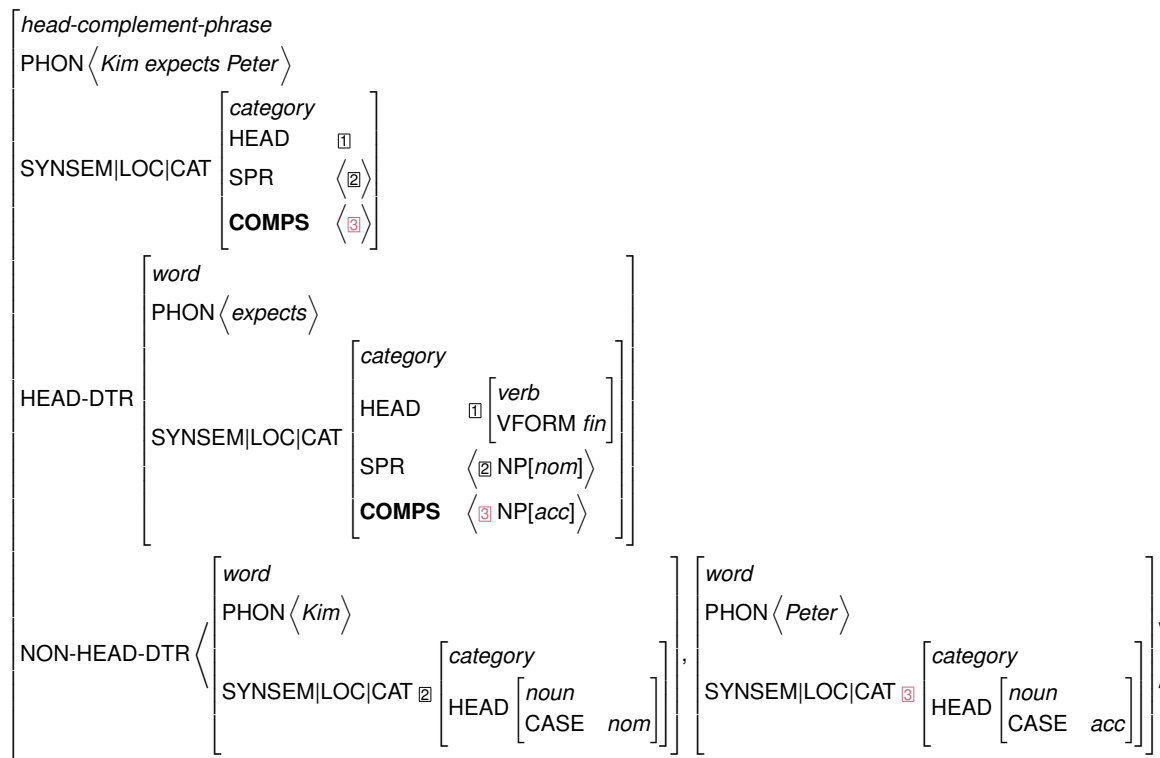 head-complement-phrase
PHON ⟨Kim expects Peter⟩
category
HEAD 1
SYNSEM|LOC|CAT SPR ⟨2⟩
COMPS ⟨3⟩
word
PHON ⟨expects⟩
category
HEAD-DTR HEAD 1 verb
VFORM fin
SYNSEM|LOC|CAT
SPR ⟨2 NP[nom]⟩
COMPS ⟨3 NP[acc]⟩
word word
PHON ⟨Kim⟩ , PHON ⟨Peter⟩
NON-HEAD-DTR category category
SYNSEM|LOC|CAT 2 HEAD noun SYNSEM|LOC|CAT 3 HEAD noun
CASE nom CASE acc